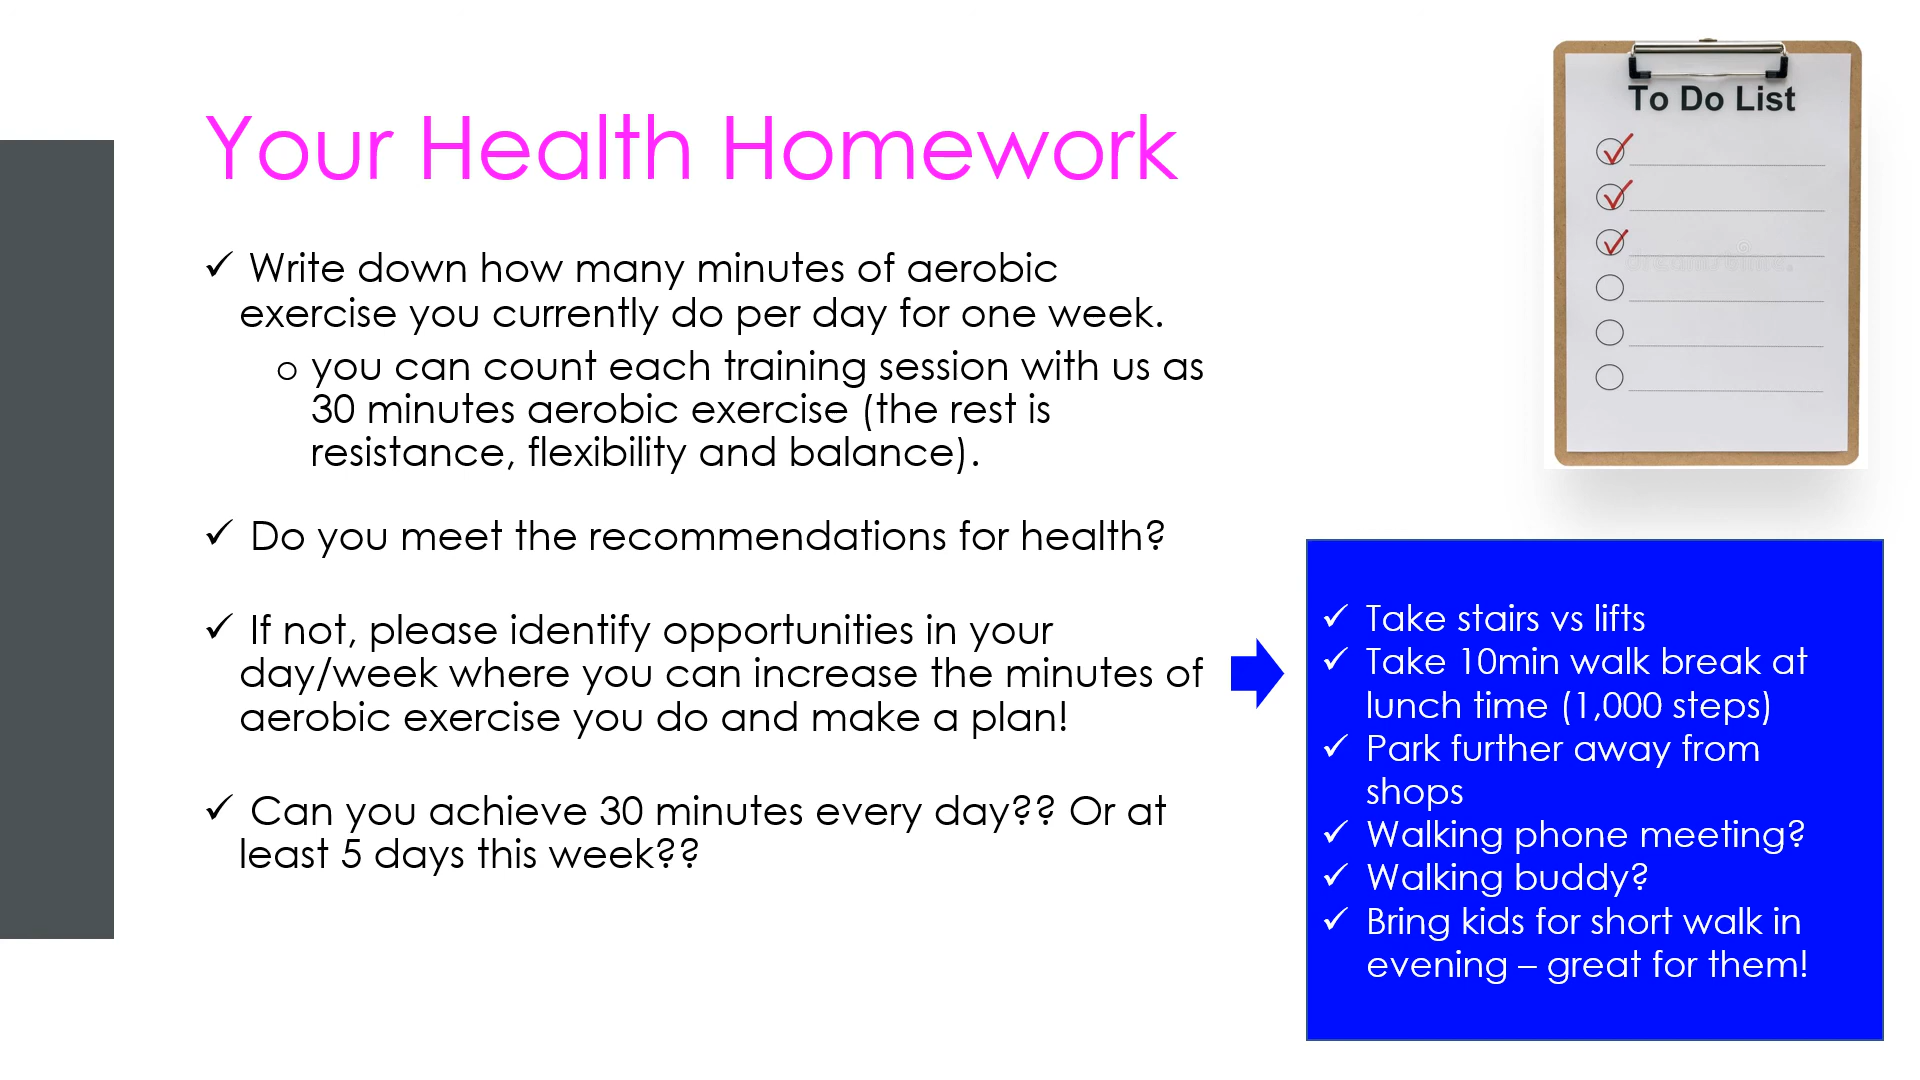 Your Health Homework
✓ Write down how many minutes of aerobic
exercise you currently do per day for one week.
o you can count each training session with us as
30 minutes aerobic exercise (the rest is
resistance, flexibility and balance).
✓ Do you meet the recommendations for health?
✓ If not, please identify opportunities in your
day/week where you can increase the minutes of
aerobic exercise you do and make a plan!
✓ Can you achieve 30 minutes every day?? Or at
least 5 days this week??
To Do List
✓ Take stairs vs lifts
✓ Take 10min walk break at
lunch time (1,000 steps)
✓ Park further away from
shops
✓ Walking phone meeting?
✓ Walking buddy?
✓ Bring kids for short walk in
evening – great for them!